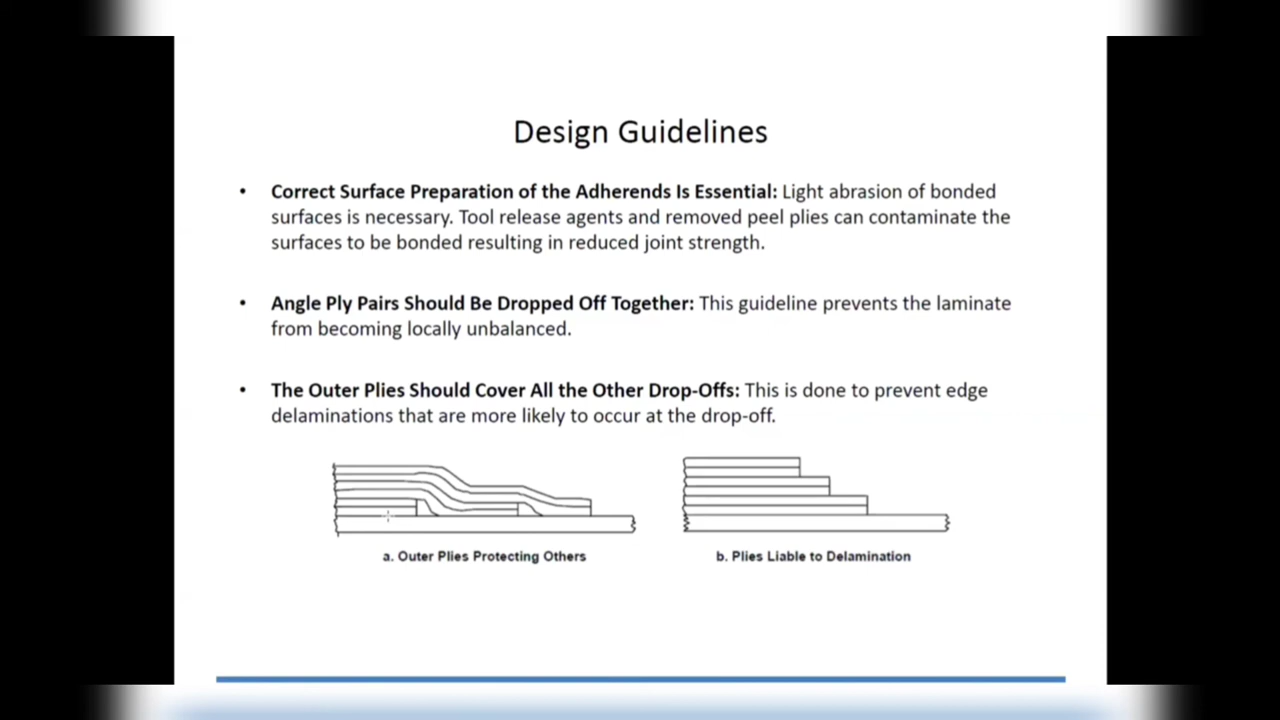 Design Guidelines
• Correct Surface Preparation of the Adherends Is Essential: Light abrasion of bonded
surfaces is necessary. Tool release agents and removed peel plies can contaminate the
surfaces to be bonded resulting in reduced joint strength.
• Angle Ply Pairs Should Be Dropped Off Together: This guideline prevents the laminate
from becoming locally unbalanced.
• The Outer Plies Should Cover All the Other Drop-Offs: This is done to prevent edge
delaminations that are more likely to occur at the drop-off.
a. Outer Plies Protecting Others
b. Plies Liable to Delamination